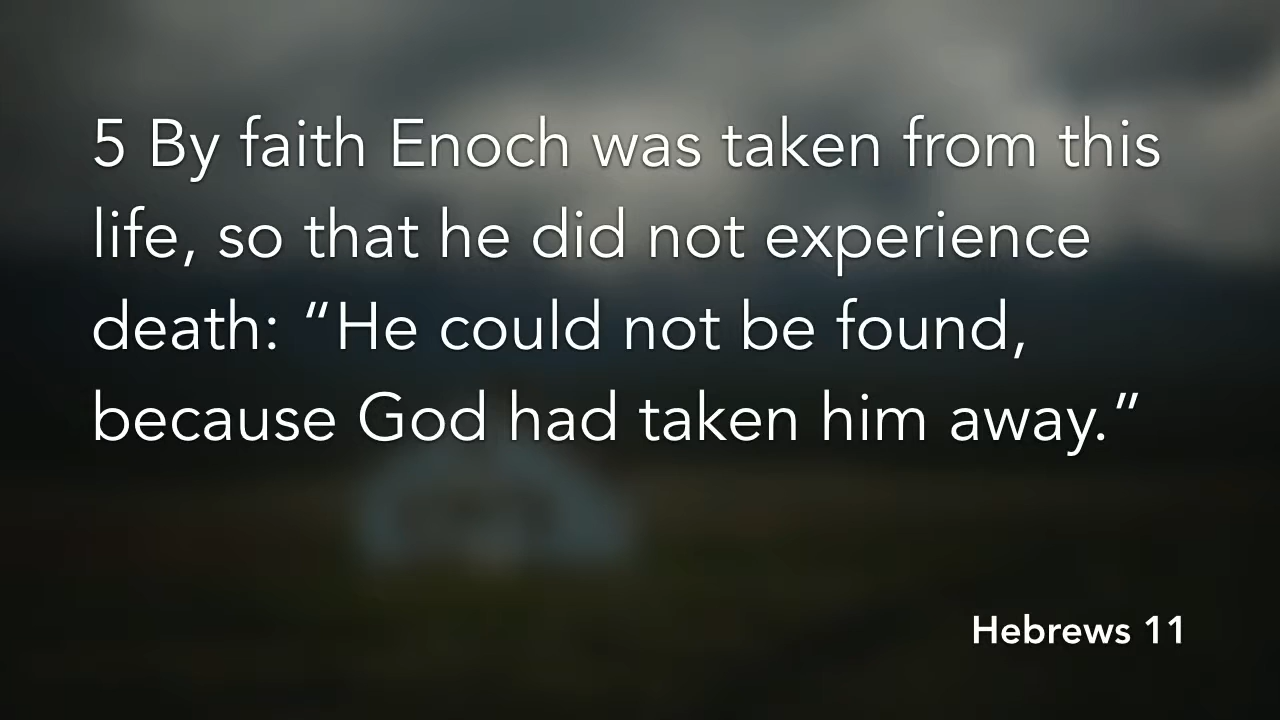 5 By faith Enoch was taken from this
life, so that he did not experience
death: “He could not be found,
because God had taken him away.”
Hebrews 11